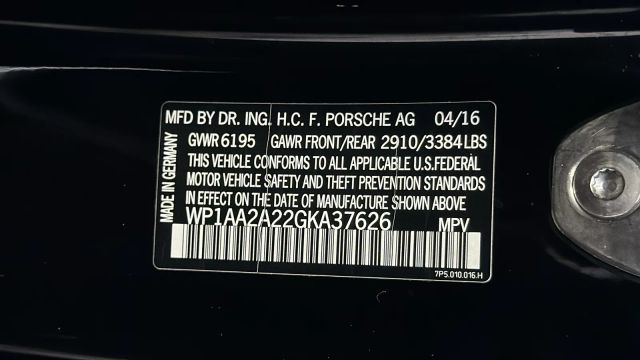 MFD BY DR. ING. H.C. F. PORSCHE AG 04/16
GVWR 6195 GAWR FRONT/REAR 2910/3384 LBS
THIS VEHICLE CONFORMS TO ALL APPLICABLE U.S.FEDERAL
MOTOR VEHICLE SAFETY AND THEFT PREVENTION STANDARDS
IN EFFECT ON THE DATE OF MANUFACTURE SHOWN ABOVE
WP1AA2A22GKA37626 MPV
MADE IN GERMANY
7P5.010.016.H